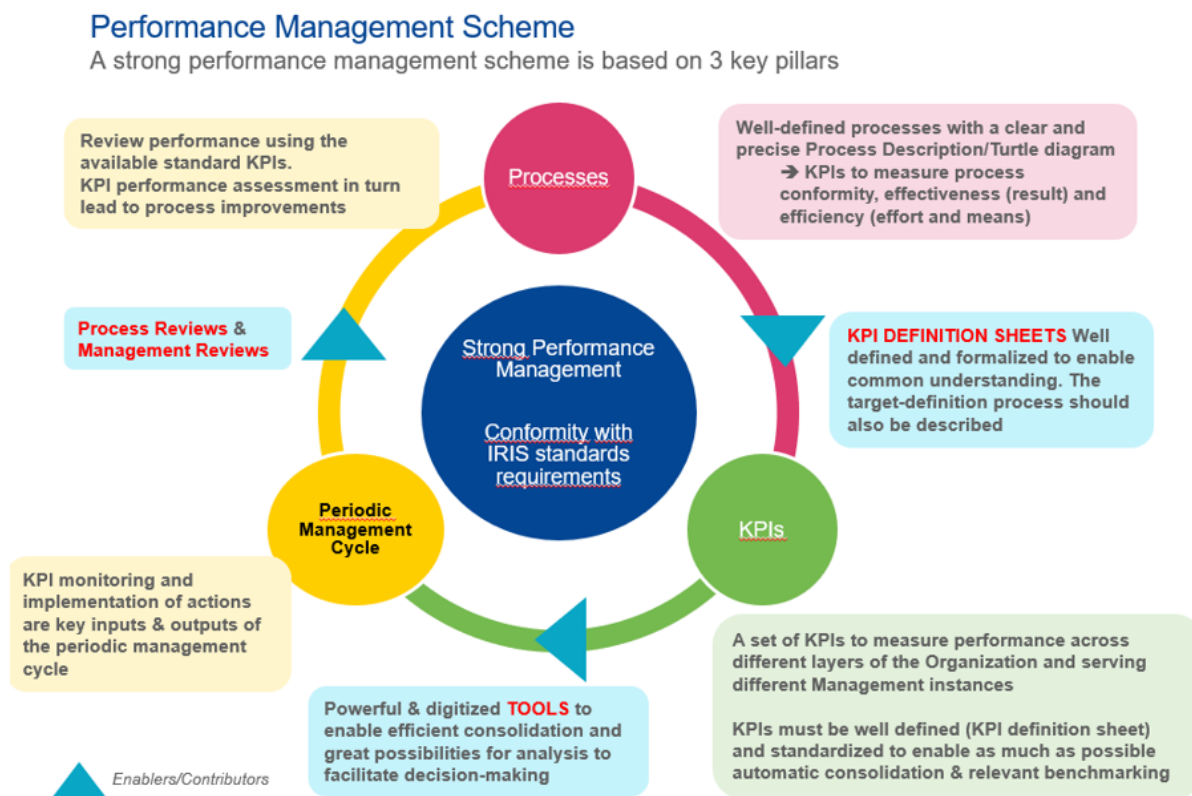 Performance Management Scheme
A strong performance management scheme is based on 3 key pillars
Review performance using the
available standard KPIs.
KPI performance assessment in turn
lead to process improvements
Processes
Well-defined processes with a clear and
precise Process Description/Turtle diagram
➔ KPIs to measure process
conformity, effectiveness (result) and
efficiency (effort and means)
Process Reviews &
Management Reviews
Strong Performance
Management
Conformity with
IRIS standards
requirements
KPI DEFINITION SHEETS Well
defined and formalized to enable
common understanding. The
target-definition process should
also be described
Periodic
Management
Cycle
KPIs
KPI monitoring and
implementation of actions
are key inputs & outputs of
the periodic management
cycle
A set of KPIs to measure performance across
different layers of the Organization and serving
different Management instances
KPIs must be well defined (KPI definition sheet)
and standardized to enable as much as possible
automatic consolidation & relevant benchmarking
Powerful & digitized TOOLS to
enable efficient consolidation and
great possibilities for analysis to
facilitate decision-making
Enablers/Contributors